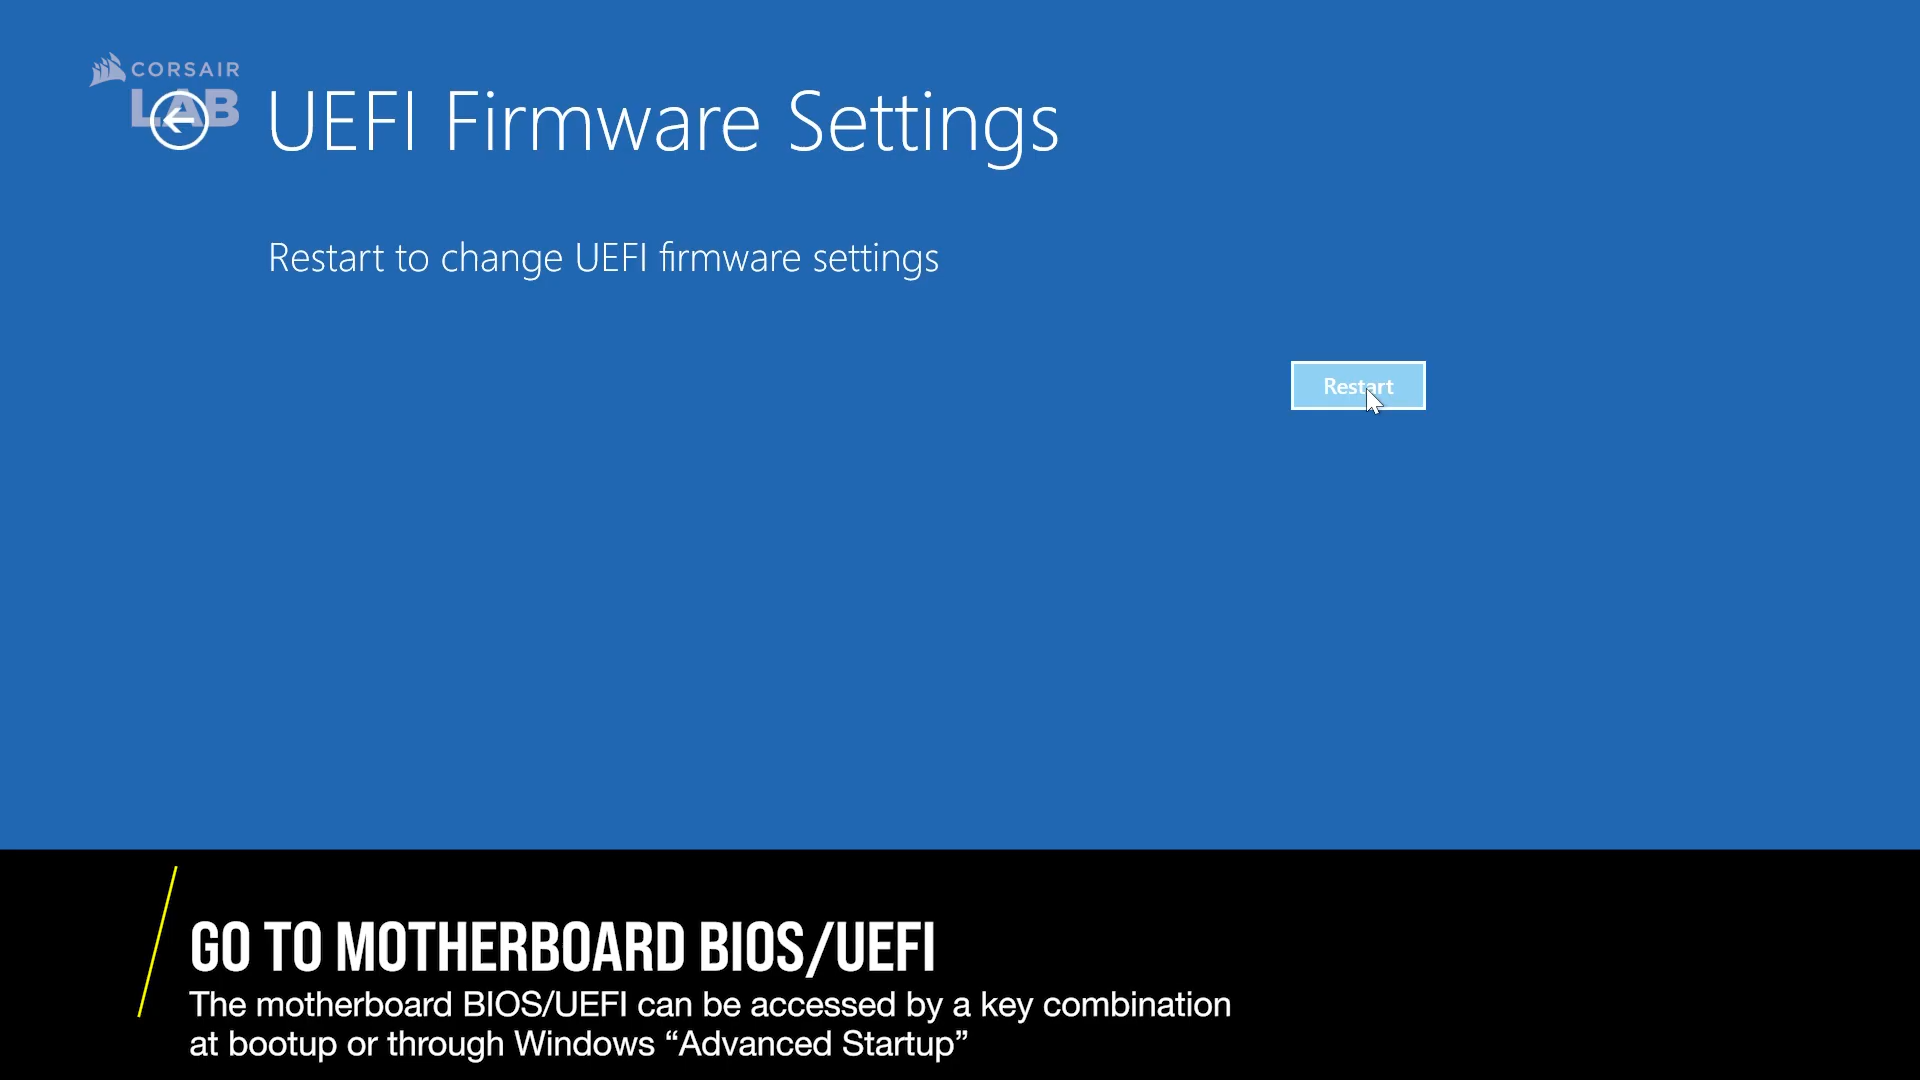 CORSAIR
LAB
UEFI Firmware Settings
Restart to change UEFI firmware settings
Restart
GO TO MOTHERBOARD BIOS/UEFI
The motherboard BIOS/UEFI can be accessed by a key combination
at bootup or through Windows “Advanced Startup”